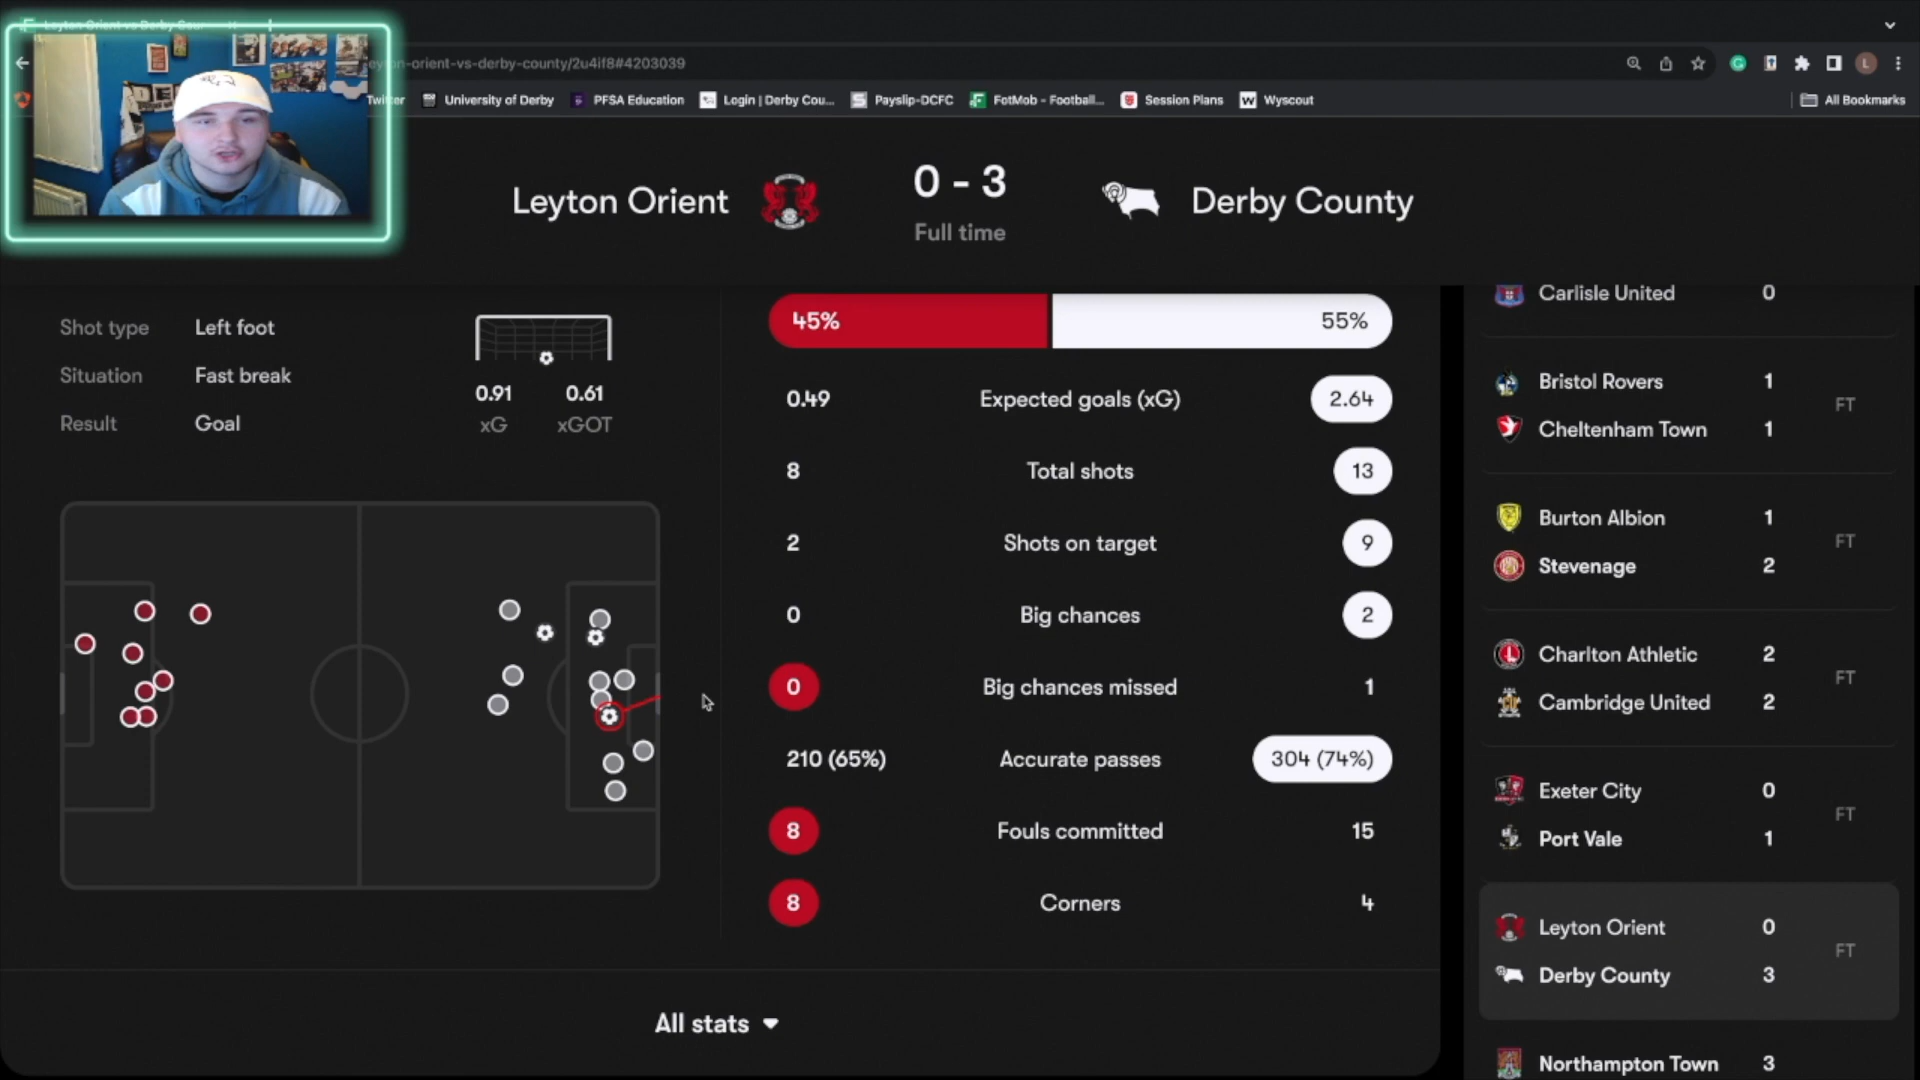 Leyton Orient vs Derby Cou
orient-vs-derby-county/2u4if8#4203039
Twitter University of Derby PFSA Education Login | Derby Cou... Payslip-DCFC FotMob - Football... Session Plans Wyscout All Bookmarks
L
Leyton Orient 0 - 3 Derby County
Full time
Shot type Left foot
Situation Fast break
Result Goal
0.91 0.61
xG xGOT
45% 55%
0.49 Expected goals (xG) 2.64
8 Total shots 13
2 Shots on target 9
0 Big chances 2
0 Big chances missed 1
210 (65%) Accurate passes 304 (74%)
8 Fouls committed 15
8 Corners 4
All stats
Carlisle United 0
Bristol Rovers 1
FT
Cheltenham Town 1
Burton Albion 1
FT
Stevenage 2
Charlton Athletic 2
FT
Cambridge United 2
Exeter City 0
FT
Port Vale 1
Leyton Orient 0
FT
Derby County 3
Northampton Town 3